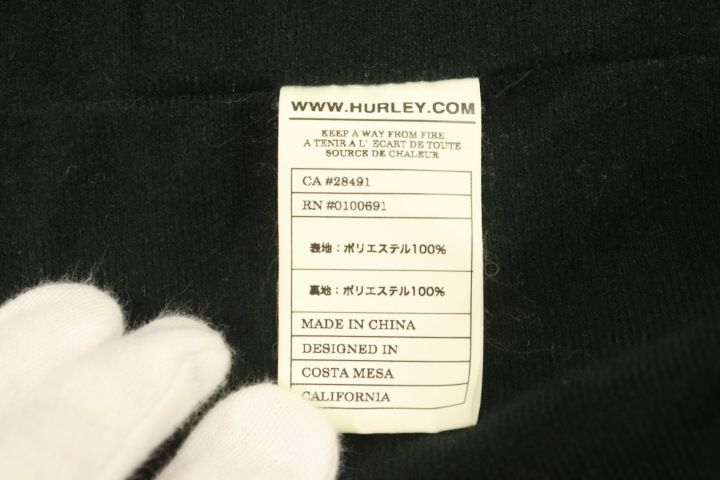 WWW.HURLEY.COM
KEEP A WAY FROM FIRE
A TENIR A L' ECART DE TOUTE
SOURCE DE CHALEUR
CA #28491
RN #0100691
表地：ポリエステル100%
裏地：ポリエステル100%
MADE IN CHINA
DESIGNED IN
COSTA MESA
CALIFORNIA